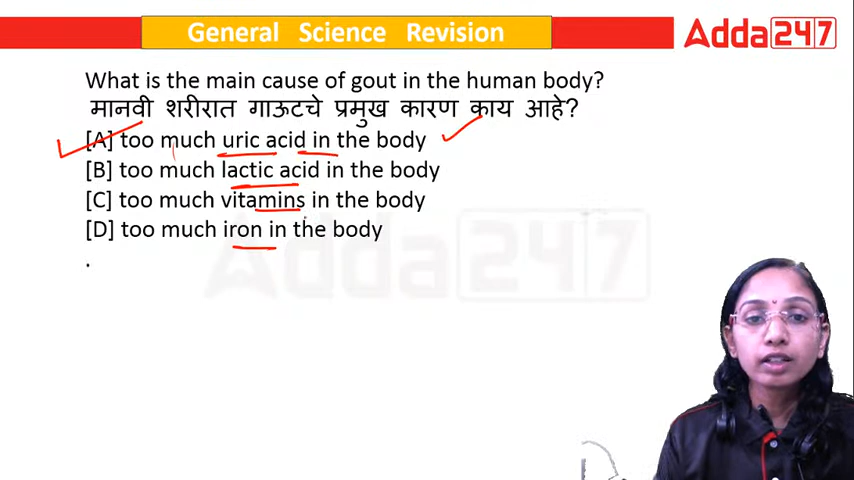 General Science Revision
Adda247
What is the main cause of gout in the human body?
मानवी शरीरात गाऊटचे प्रमुख कारण काय आहे?
[A] too much uric acid in the body
[B] too much lactic acid in the body
[C] too much vitamins in the body
[D] too much iron in the body
.
Adda247